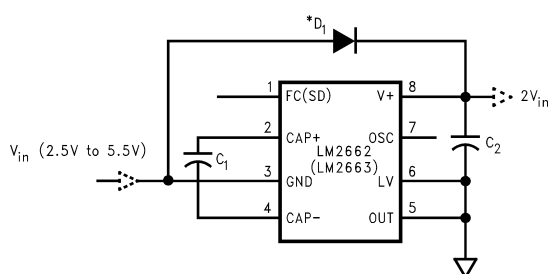 *D1
1 FC(SD) V+ 8
2Vin
2 CAP+ OSC 7
Vin (2.5V to 5.5V)
C1
LM2662
(LM2663)
C2
3 GND LV 6
4 CAP- OUT 5